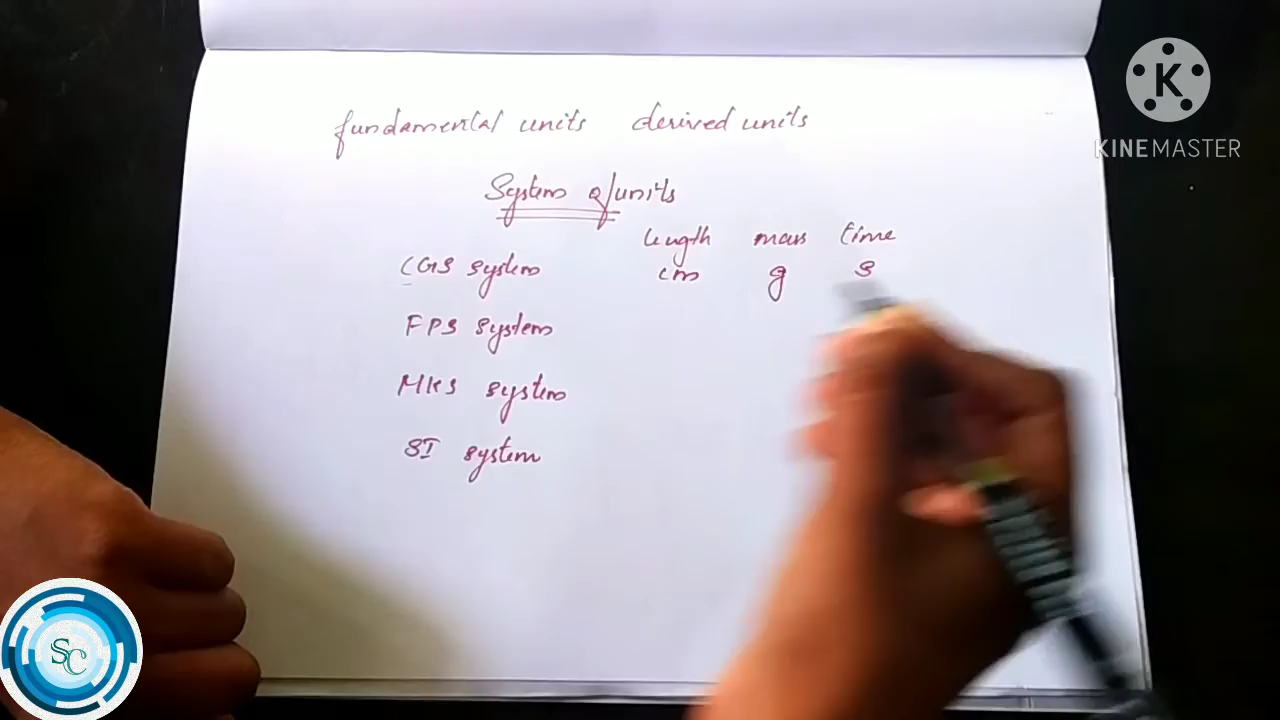 fundamental units derived units
System of units
length mass time
CGS system cm g s
FPS system
MKS system
SI system
K
KINEMASTER
SC